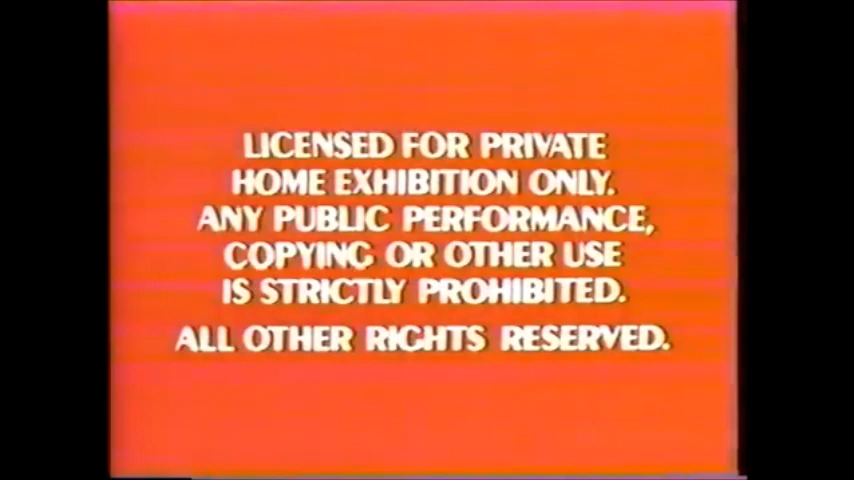 LICENSED FOR PRIVATE
HOME EXHIBITION ONLY.
ANY PUBLIC PERFORMANCE,
COPYING OR OTHER USE
IS STRICTLY PROHIBITED.
ALL OTHER RIGHTS RESERVED.